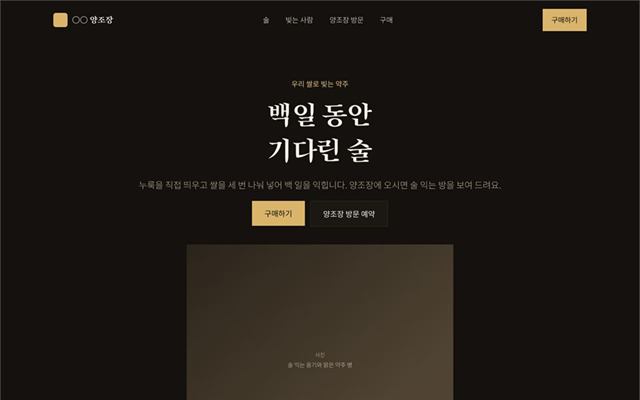 ○○ 양조장
술
빚는 사람
양조장 방문
구매
구매하기
우리 쌀로 빚는 약주
백일 동안
기다린 술
누룩을 직접 띄우고 쌀을 세 번 나눠 넣어 백 일을 익힙니다. 양조장에 오시면 술 익는 방을 보여 드려요.
구매하기
양조장 방문 예약
사진
술 익는 옹기와 맑은 약주 병